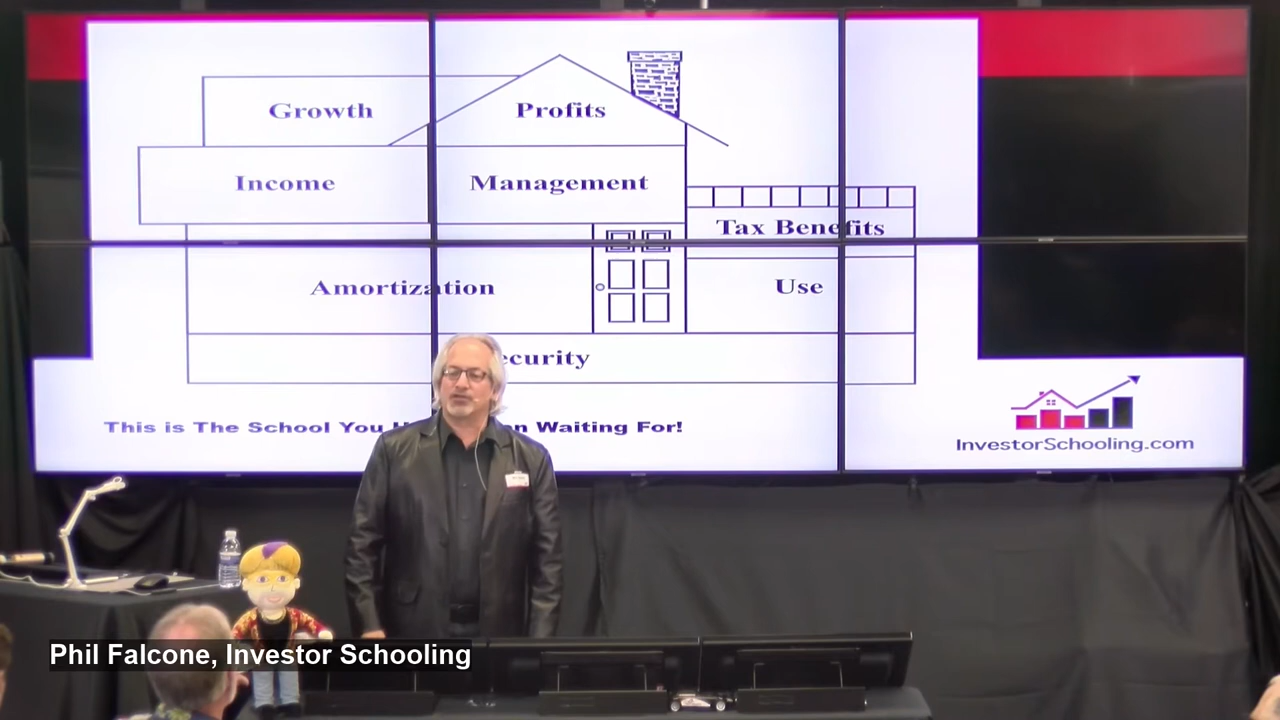 Growth
Profits
Income
Management
Tax Benefits
Amortization
Use
ecurity
This is The School You H n Waiting For!
InvestorSchooling.com
Phil Falcone, Investor Schooling